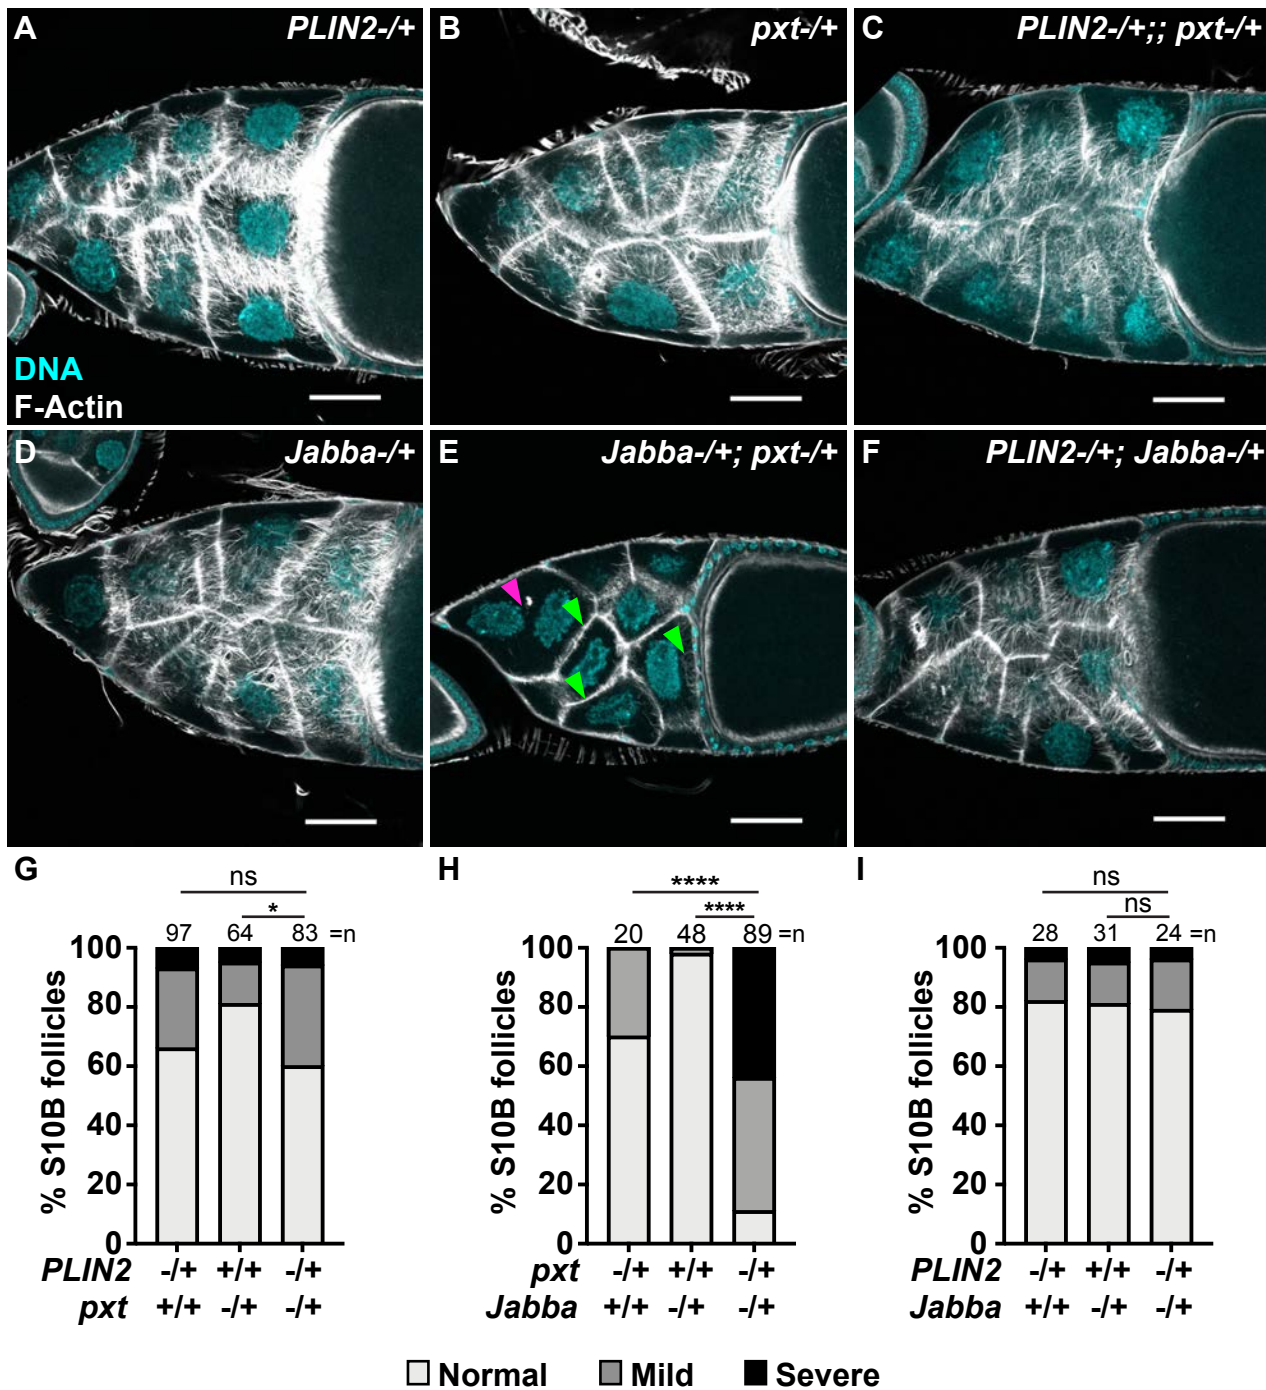 A PLIN2-/+
B pxt-/+
C PLIN2-/+;; pxt-/+
DNA
F-Actin
D Jabba-/+
E Jabba-/+; pxt-/+
F PLIN2-/+; Jabba-/+
G
ns
*
97 64 83 =n
% S10B follicles
100
80
60
40
20
0
PLIN2 -/+ +/+ -/+
pxt +/+ -/+ -/+
H
****
****
20 48 89 =n
% S10B follicles
100
80
60
40
20
0
pxt -/+ +/+ -/+
Jabba +/+ -/+ -/+
I
ns
ns
28 31 24 =n
% S10B follicles
100
80
60
40
20
0
PLIN2 -/+ +/+ -/+
Jabba +/+ -/+ -/+
Normal Mild Severe